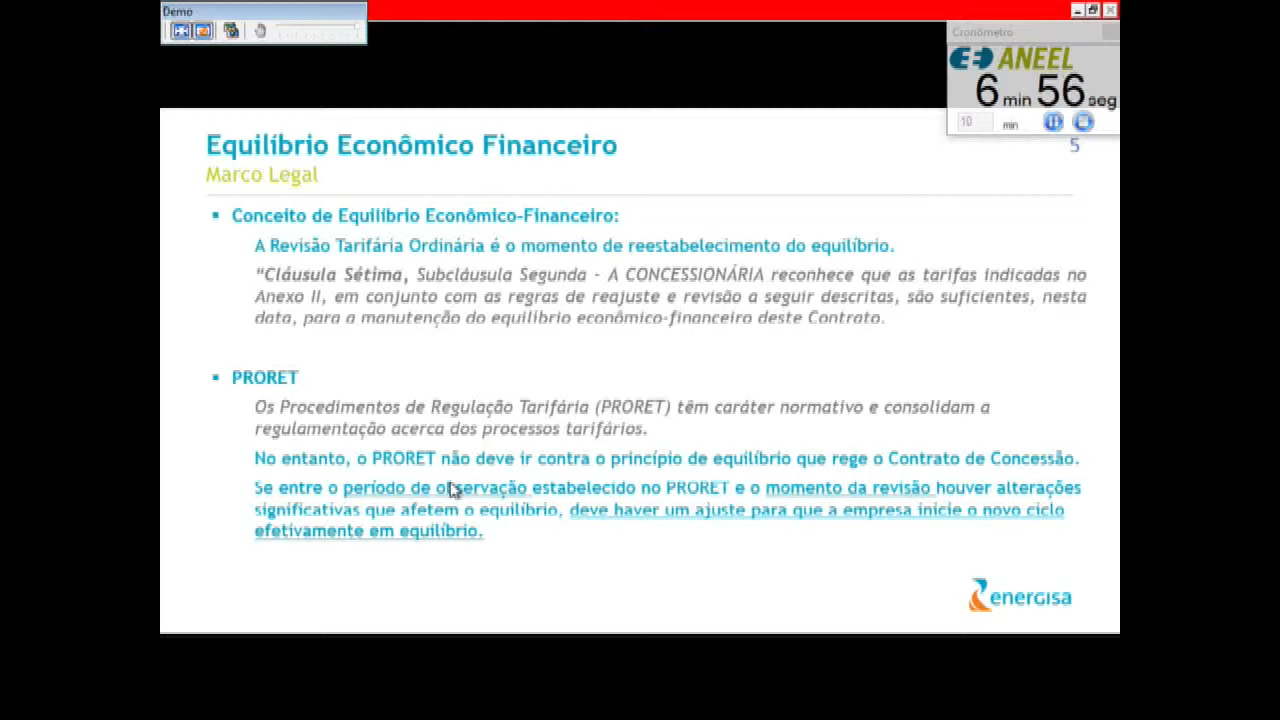 Demo
Cronômetro
ANEEL
6 min 56 seg
10 min
Equilíbrio Econômico Financeiro
5
Marco Legal
▪ Conceito de Equilíbrio Econômico-Financeiro:
A Revisão Tarifária Ordinária é o momento de reestabelecimento do equilíbrio.
“Cláusula Sétima, Subcláusula Segunda - A CONCESSIONÁRIA reconhece que as tarifas indicadas no
Anexo II, em conjunto com as regras de reajuste e revisão a seguir descritas, são suficientes, nesta
data, para a manutenção do equilíbrio econômico-financeiro deste Contrato.
▪ PRORET
Os Procedimentos de Regulação Tarifária (PRORET) têm caráter normativo e consolidam a
regulamentação acerca dos processos tarifários.
No entanto, o PRORET não deve ir contra o princípio de equilíbrio que rege o Contrato de Concessão.
Se entre o período de observação estabelecido no PRORET e o momento da revisão houver alterações
significativas que afetem o equilíbrio, deve haver um ajuste para que a empresa inicie o novo ciclo
efetivamente em equilíbrio.
energisa